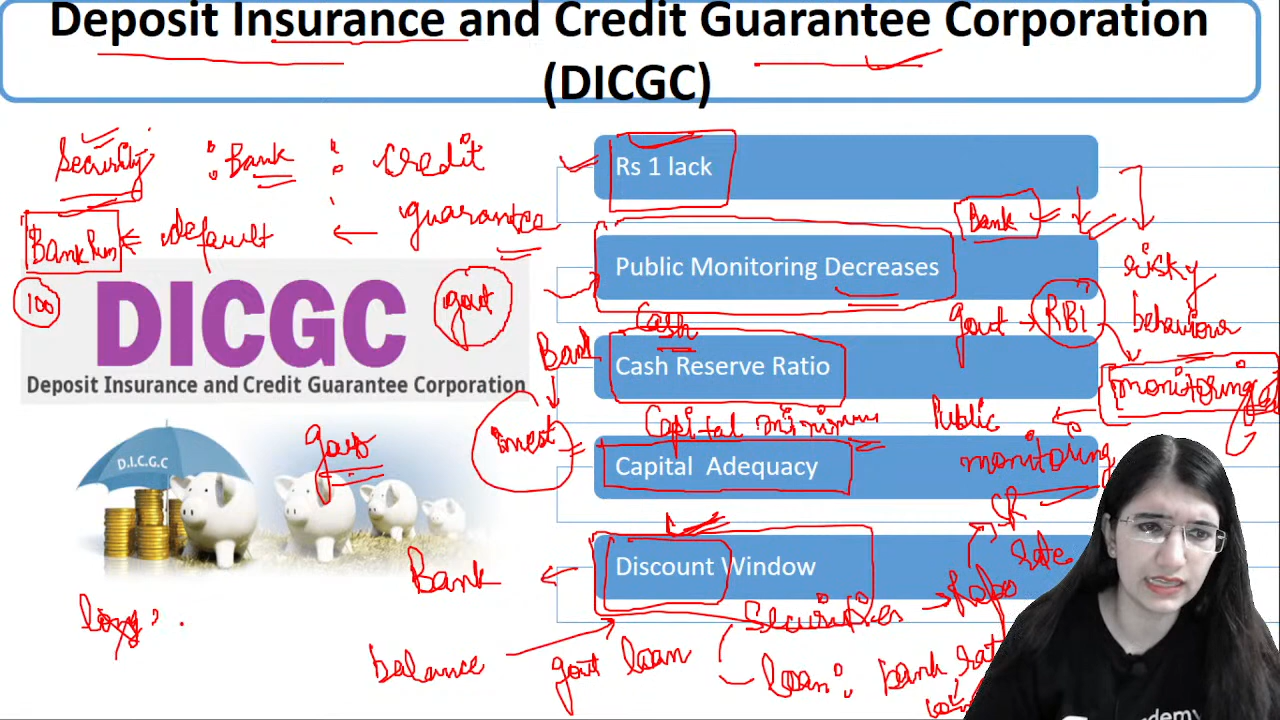 Deposit Insurance and Credit Guarantee Corporation
(DICGC)
Security : Bank : Credit
guarantee
Bank Run default
100
govt
DICGC
Deposit Insurance and Credit Guarantee Corporation
D.I.C.G.C
govt
Rs 1 lack
Bank
Public Monitoring Decreases
risky
behaviour
Cash
govt RBI
Bank
Cash Reserve Ratio
monitoring
invest
Capital minimum
Public
monitoring
Capital Adequacy
Discount Window
Bank
rate
Repo
Securities
balance
govt loan
loan : bank rate